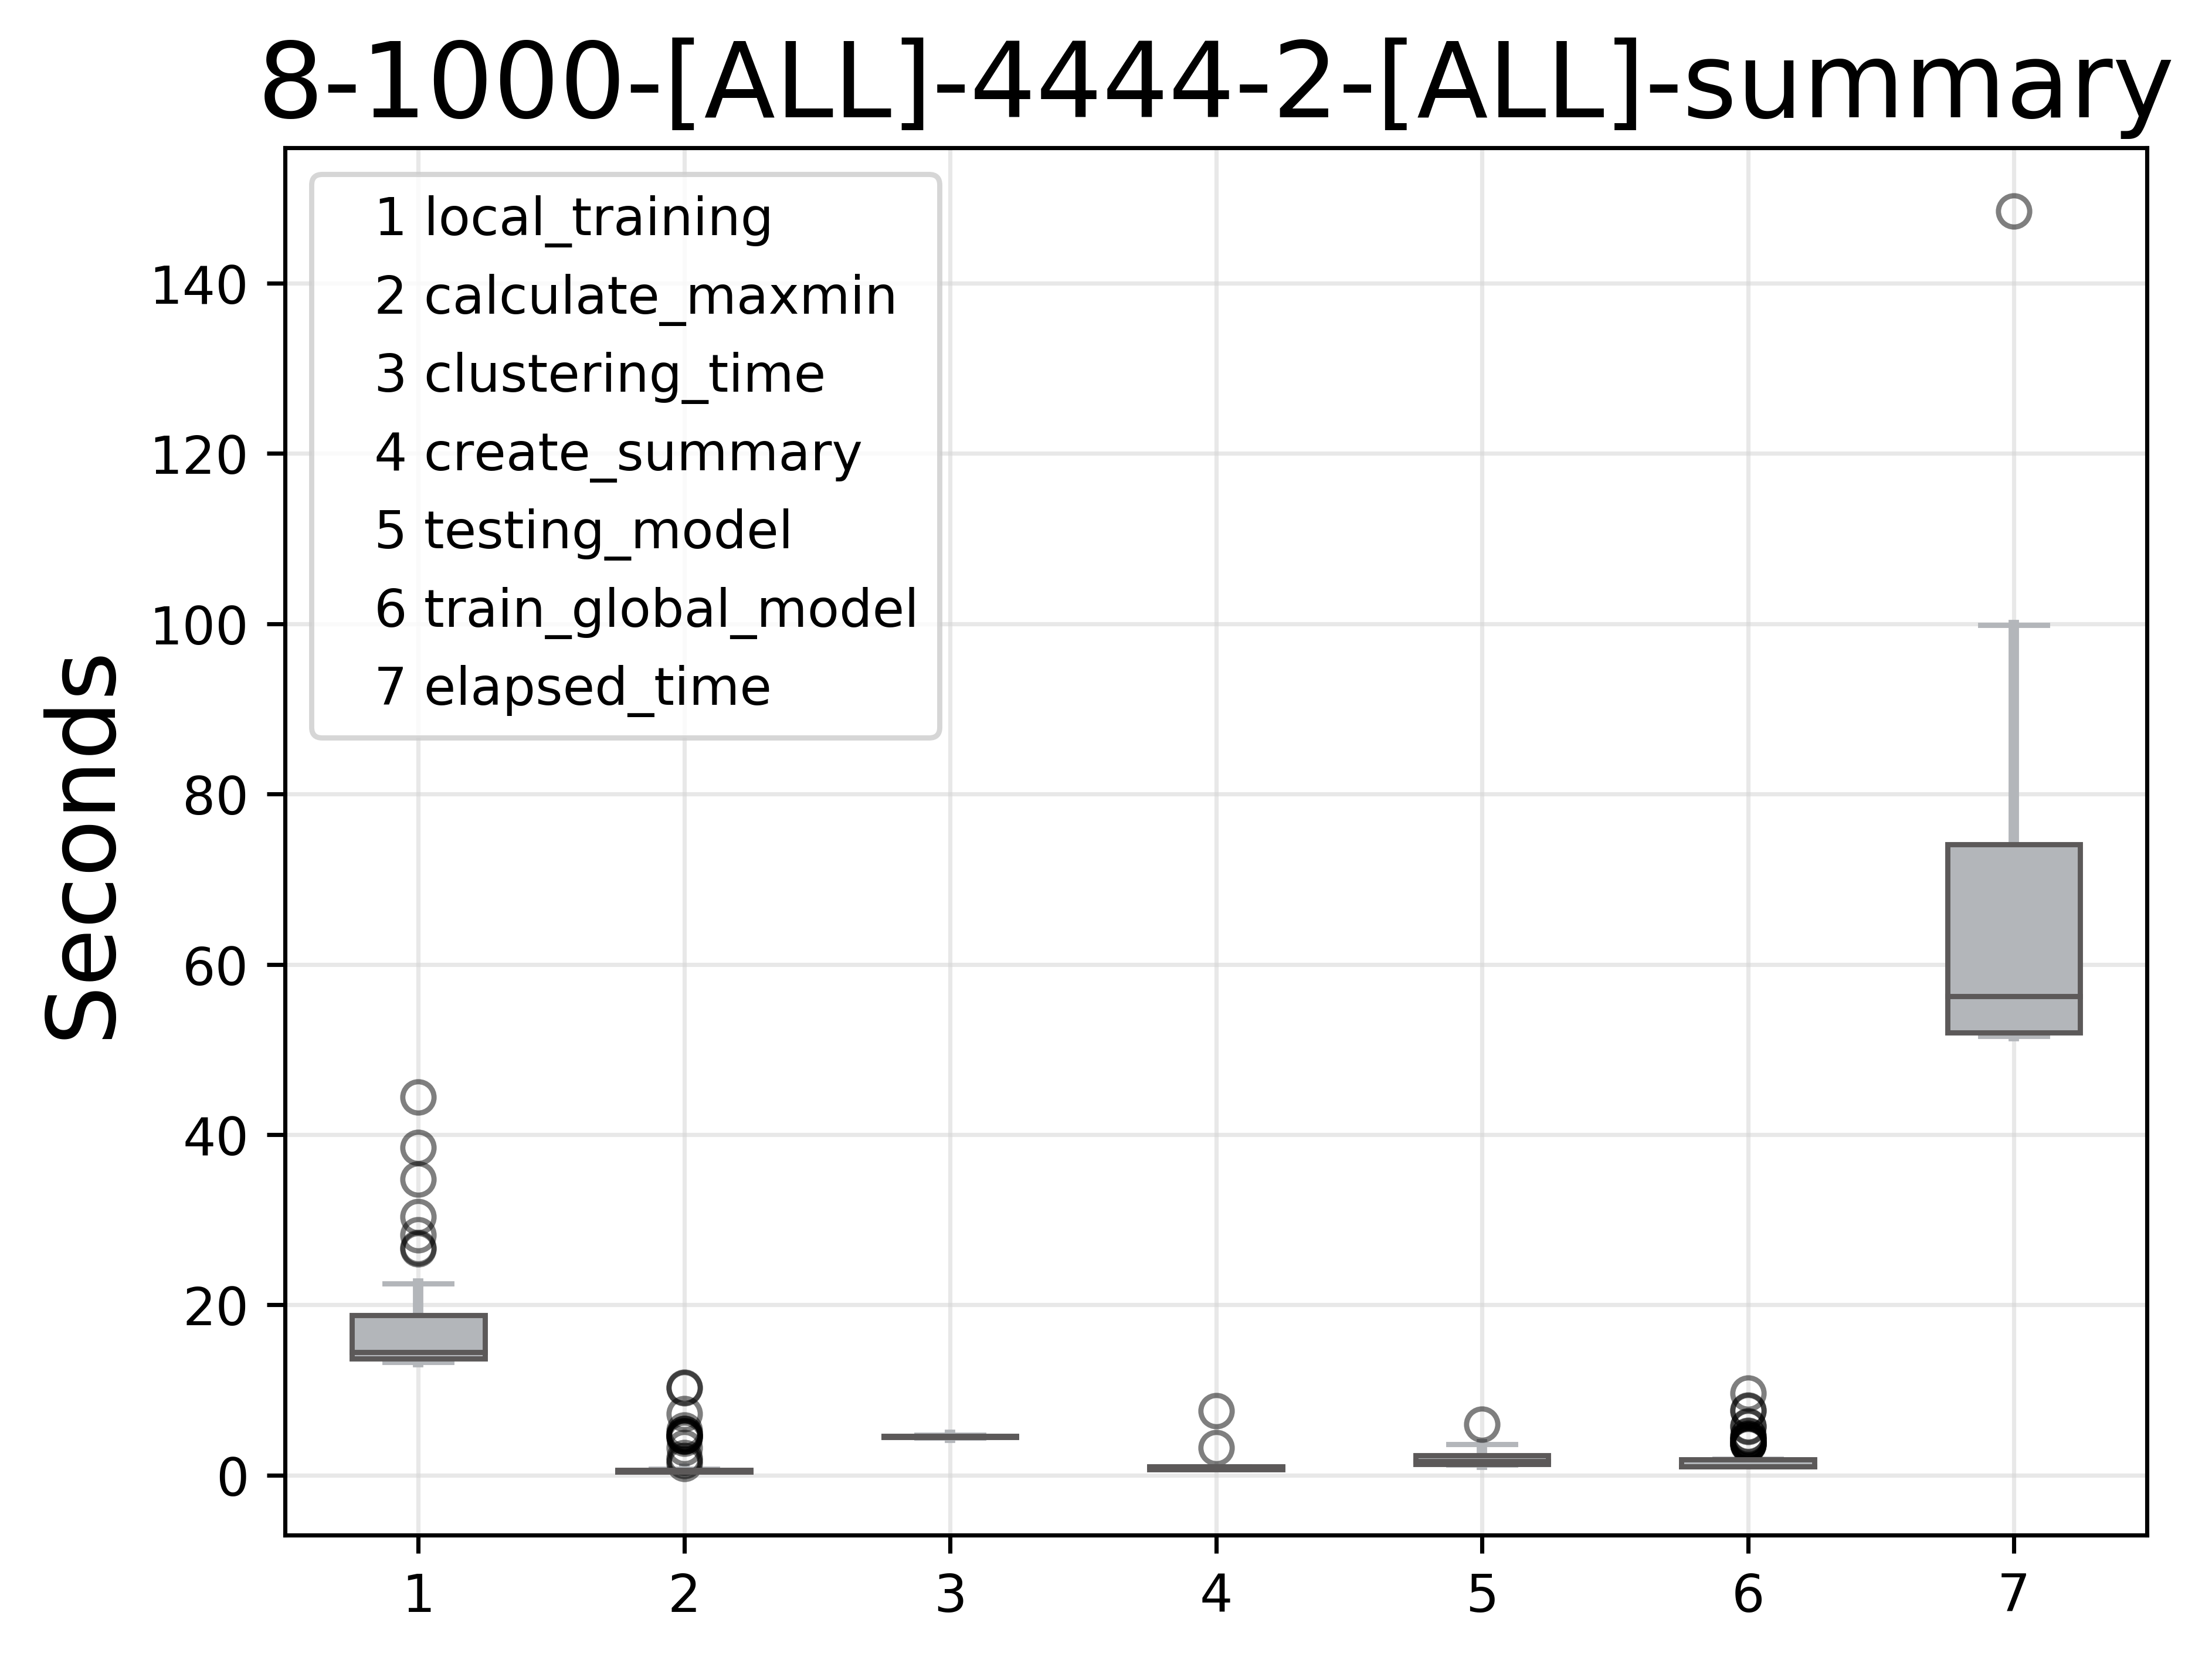 8-1000-[ALL]-4444-2-[ALL]-summary
1 local_training
2 calculate_maxmin
3 clustering_time
4 create_summary
5 testing_model
6 train_global_model
7 elapsed_time
Seconds
140
120
100
80
60
40
20
0
1 2 3 4 5 6 7